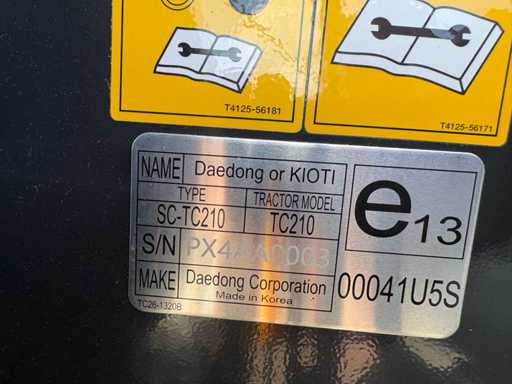 T4125-56181
T4125-56171
NAME Daedong or KIOTI
TYPE TRACTOR MODEL
SC-TC210 TC210
S/N
MAKE Daedong Corporation
Made in Korea
TC26-1320B
e13
00041U5S